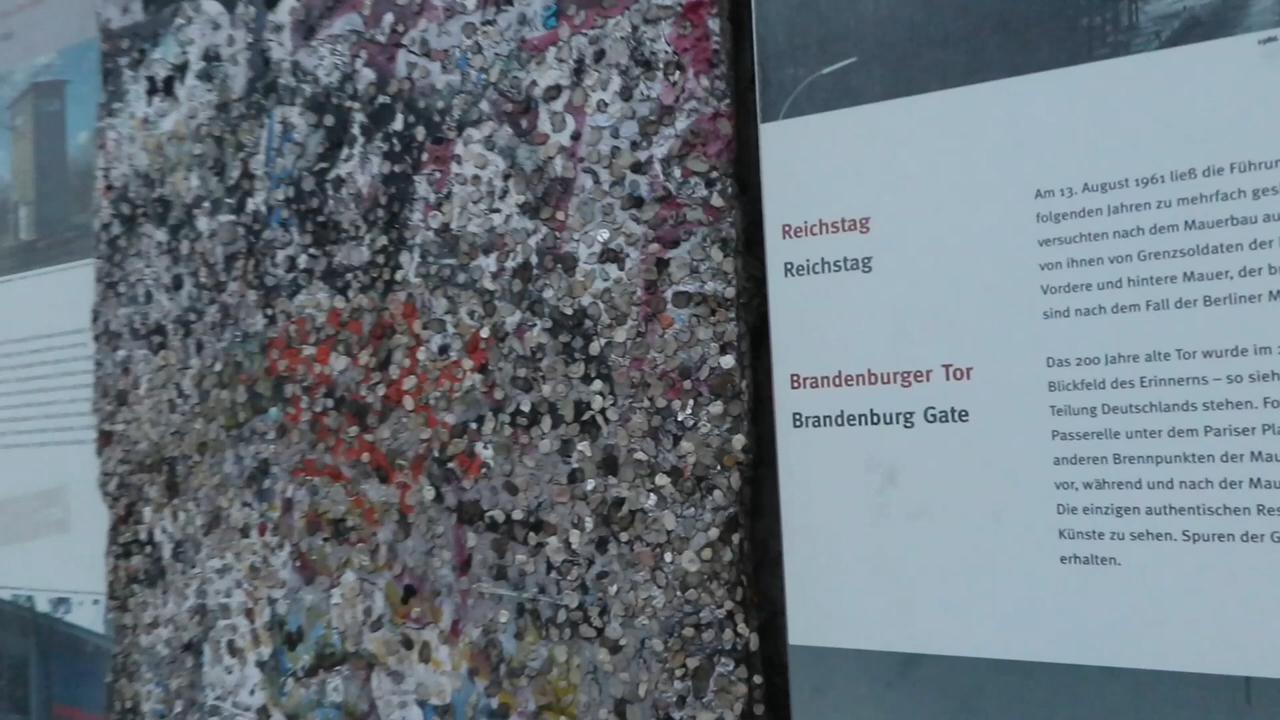 Reichstag
Reichstag
Am 13. August 1961 ließ die Führun
folgenden Jahren zu mehrfach ges
versuchten nach dem Mauerbau au
von ihnen von Grenzsoldaten der
Vordere und hintere Mauer, der b
sind nach dem Fall der Berliner M
Brandenburger Tor
Brandenburg Gate
Das 200 Jahre alte Tor wurde im
Blickfeld des Erinnerns – so sieh
Teilung Deutschlands stehen. Fo
Passerelle unter dem Pariser Pla
anderen Brennpunkten der Mau
vor, während und nach der Mau
Die einzigen authentischen Res
Künste zu sehen. Spuren der G
erhalten.